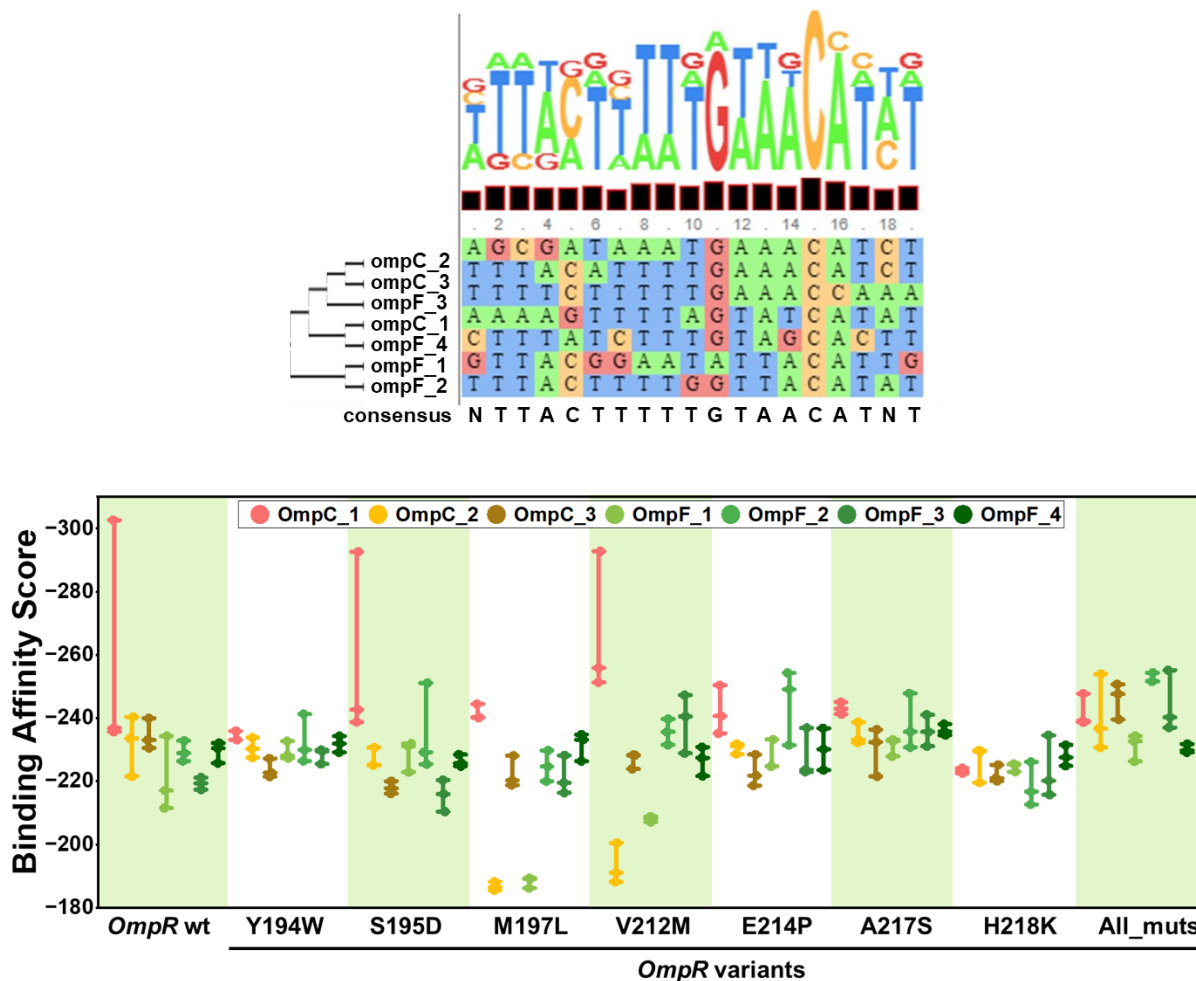 . 2 . 4 . 6 . 8 . 10 . 12 . 14 . 16 . 18 .
ompC_2 A G C G A T A A A T G A A A C A T C T
ompC_3 T T T A C A T T T T G A A A C A T C T
ompF_3 T T T T C T T T T T G A A A C C A A A
ompC_1 A A A A G T T T T A G T A T C A T A T
ompF_4 C T T T A T C T T T G T A G C A C T T
ompF_1 G T T A C G G A A T A T T A C A T T G
ompF_2 T T T A C T T T T G G T T A C A T A T
consensus N T T A C T T T T T G T A A C A T N T
OmpC_1 OmpC_2 OmpC_3 OmpF_1 OmpF_2 OmpF_3 OmpF_4
Binding Affinity Score
−300
−280
−260
−240
−220
−200
−180
OmpR wt Y194W S195D M197L V212M E214P A217S H218K All_muts
OmpR variants